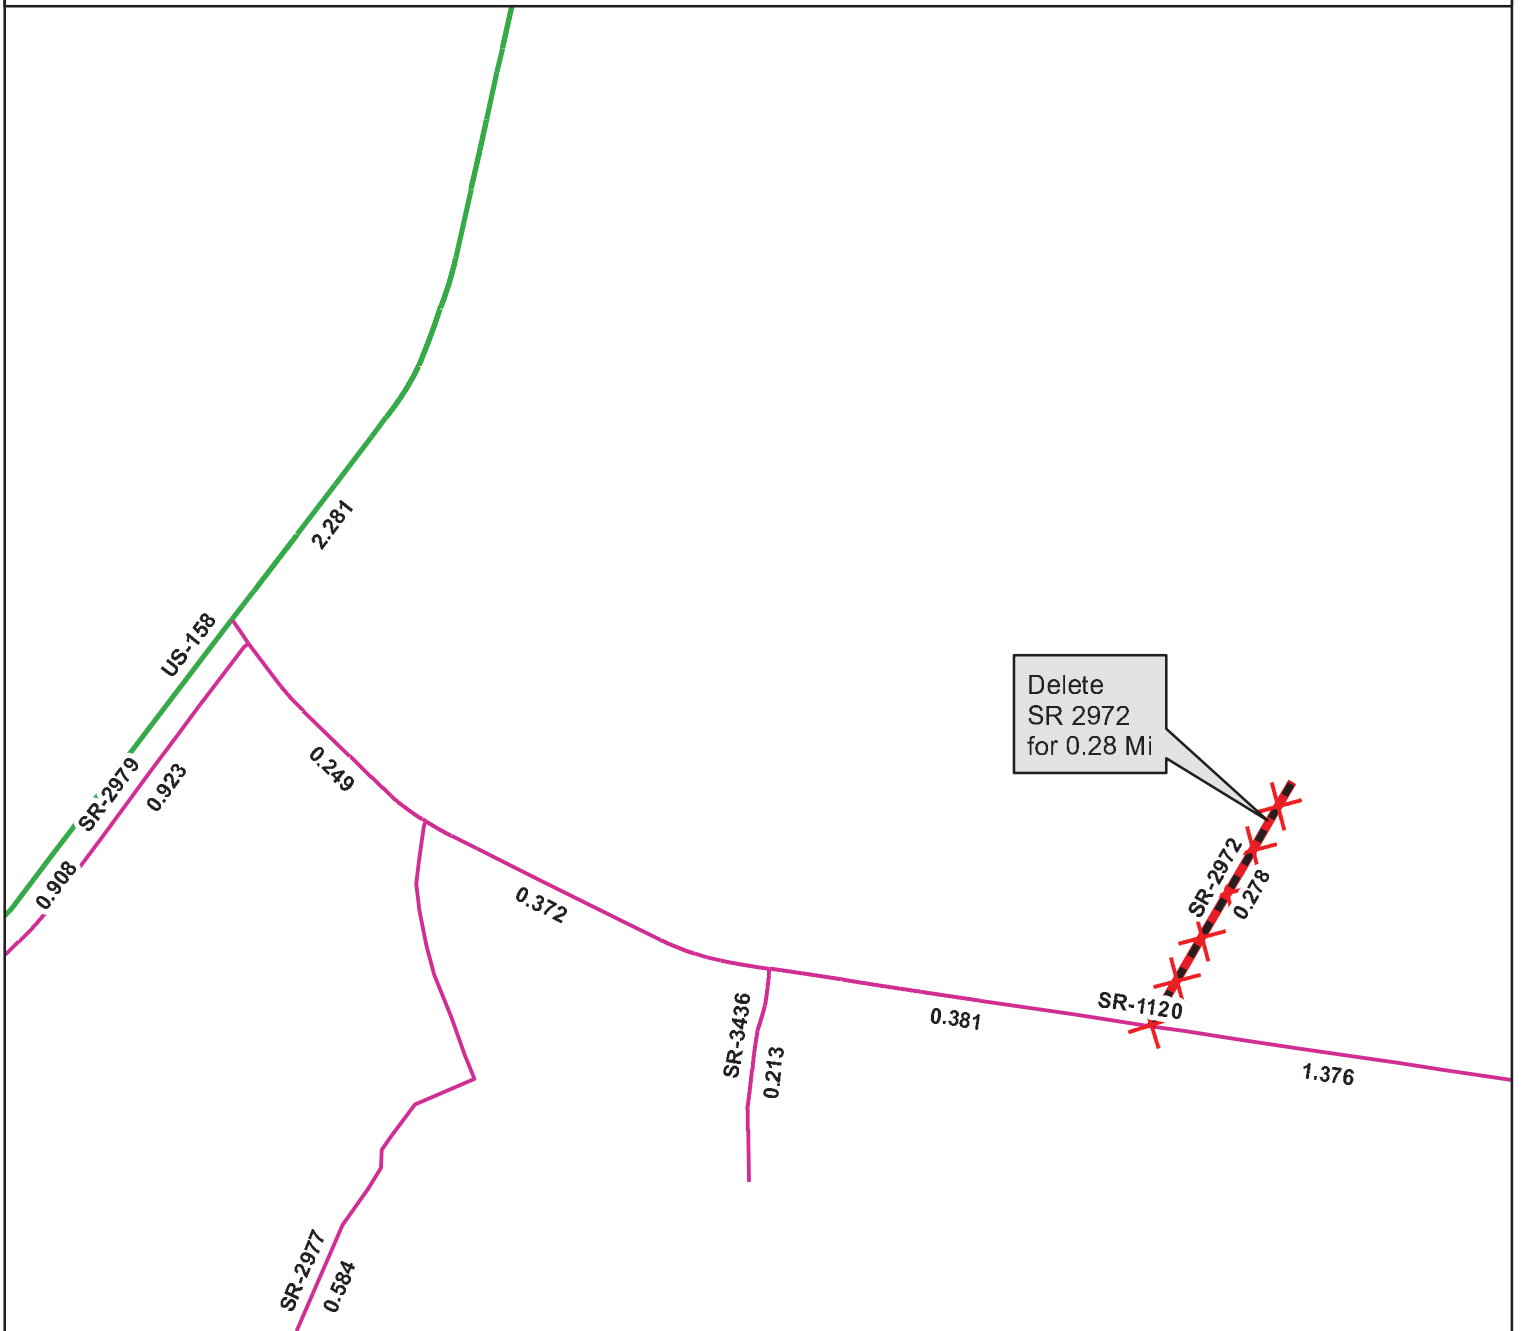 2.281
US-158
Delete
SR 2972
for 0.28 Mi
SR-2979
0.923
0.249
0.908
0.372
SR-2972
0.278
SR-1120
0.381
SR-3436
0.213
1.376
SR-2977
0.584